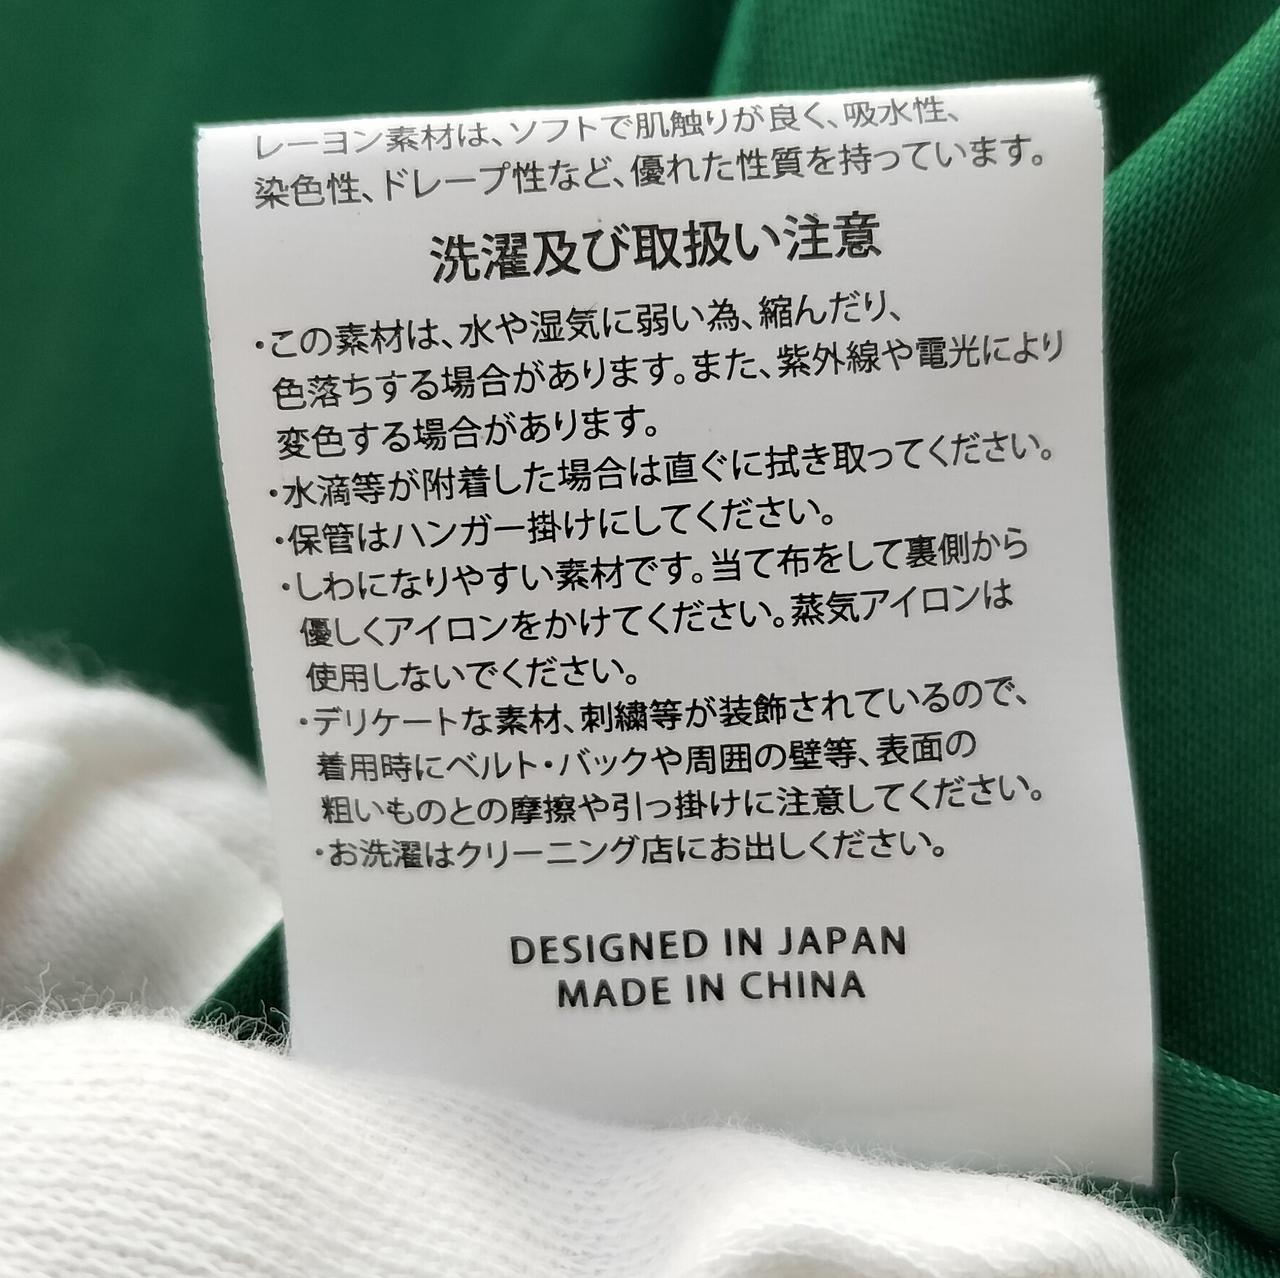 レーヨン素材は、ソフトで肌触りが良く、吸水性、
染色性、ドレープ性など、優れた性質を持っています。
洗濯及び取扱い注意
・この素材は、水や湿気に弱い為、縮んだり、
色落ちする場合があります。また、紫外線や電光により
変色する場合があります。
・水滴等が附着した場合は直ぐに拭き取ってください。
・保管はハンガー掛けにしてください。
・しわになりやすい素材です。当て布をして裏側から
優しくアイロンをかけてください。蒸気アイロンは
使用しないでください。
・デリケートな素材、刺繍等が装飾されているので、
着用時にベルト・バックや周囲の壁等、表面の
粗いものとの摩擦や引っ掛けに注意してください。
・お洗濯はクリーニング店にお出しください。
DESIGNED IN JAPAN
MADE IN CHINA